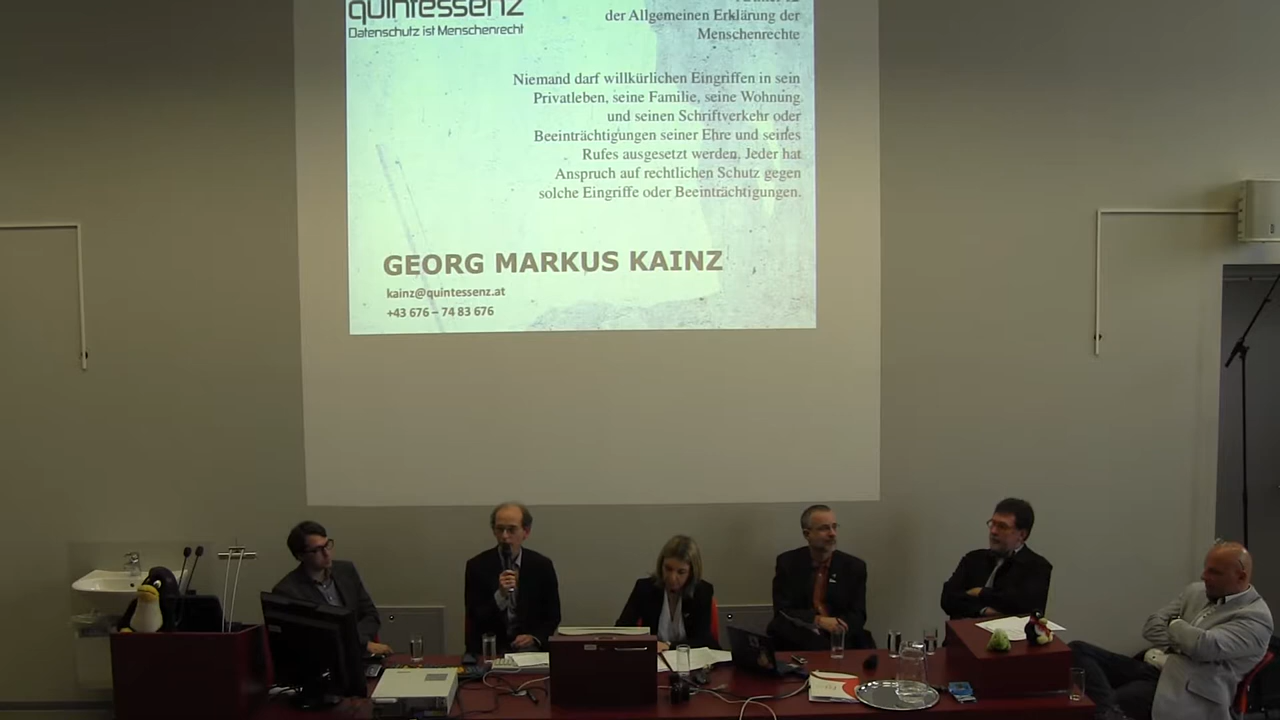 quintessenz
Datenschutz ist Menschenrecht
der Allgemeinen Erklärung der
Menschenrechte
Niemand darf willkürlichen Eingriffen in sein
Privatleben, seine Familie, seine Wohnung
und seinen Schriftverkehr oder
Beeinträchtigungen seiner Ehre und seines
Rufes ausgesetzt werden. Jeder hat
Anspruch auf rechtlichen Schutz gegen
solche Eingriffe oder Beeinträchtigungen.
GEORG MARKUS KAINZ
kainz@quintessenz.at
+43 676 – 74 83 676